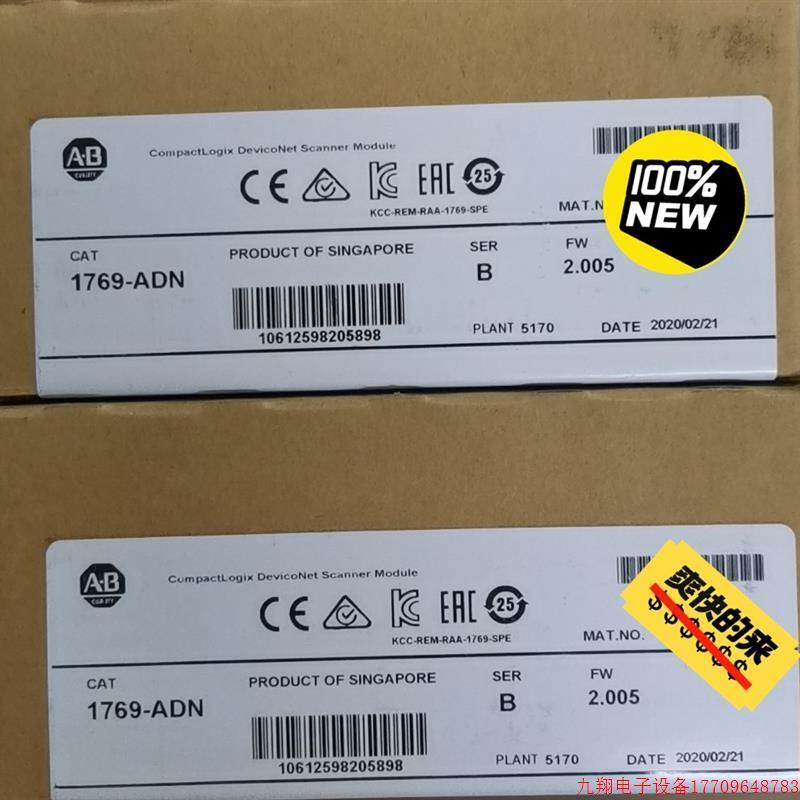 A-B
QUALITY
CompactLogix DeviceNet Scanner Module
CE
EAC
25
KCC-REM-RAA-1769-SPE
MAT.N
100%
NEW
CAT
1769-ADN
PRODUCT OF SINGAPORE
10612598205898
SER
B
FW
2.005
PLANT 5170
DATE 2020/02/21
A-B
QUALITY
CompactLogix DeviceNet Scanner Module
CE
EAC
25
KCC-REM-RAA-1769-SPE
MAT.NO.
爽快的来
$$$$$$$
CAT
1769-ADN
PRODUCT OF SINGAPORE
10612598205898
SER
B
FW
2.005
PLANT 5170
DATE 2020/02/21
九翔电子设备17709648783